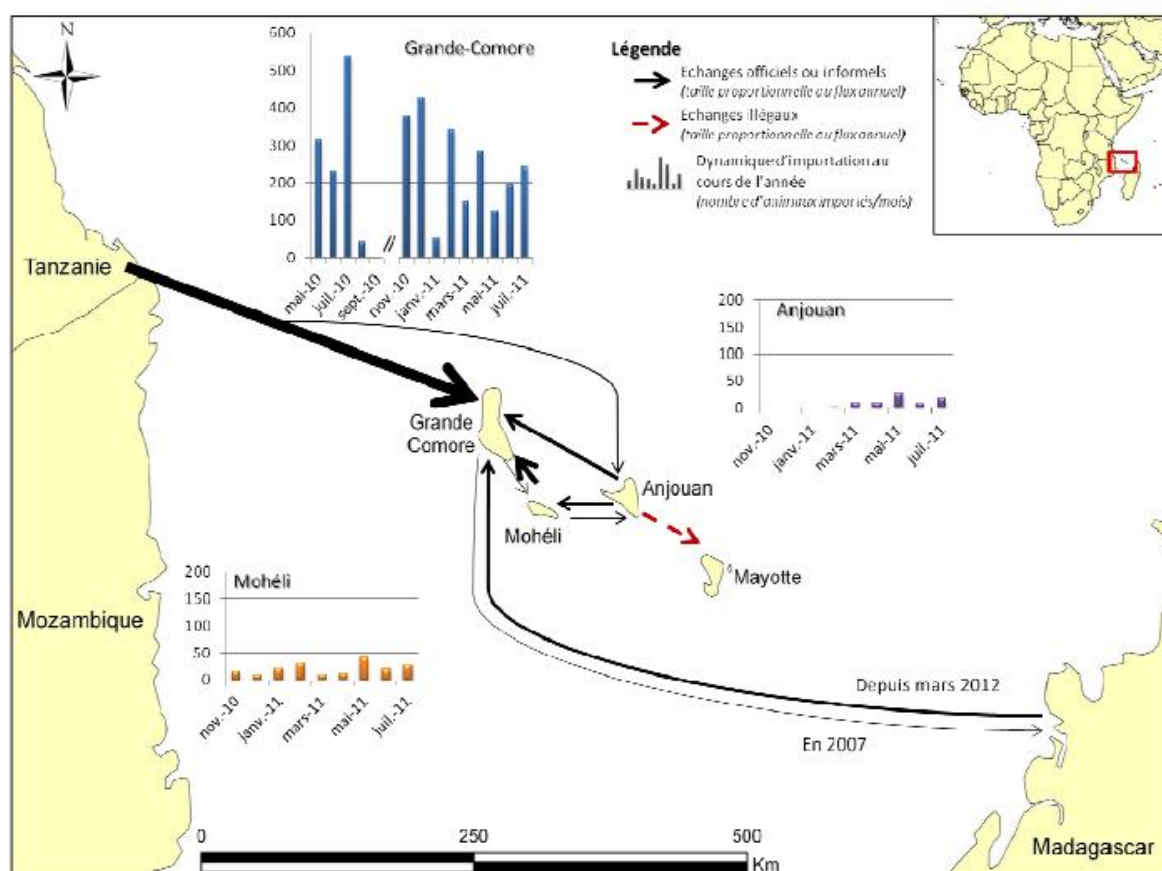 N
Grande-Comore
600
500
400
300
200
100
0
mai-10
juil.-10
sept.-10
//
nov.-10
janv.-11
mars-11
mai-11
juil.-11
Légende
Echanges officiels ou informels
(taille proportionnelle au flux annuel)
Echanges illégaux
(taille proportionnelle au flux annuel)
Dynamique d'importation au
cours de l'année
(nombre d'animaux importés/mois)
Tanzanie
Anjouan
200
150
100
50
0
nov.-10
janv.-11
mars-11
mai-11
juil.-11
Grande
Comore
Anjouan
Mohéli
Mayotte
Mohéli
200
150
100
50
0
nov.-10
janv.-11
mars-11
mai-11
juil.-11
Mozambique
Depuis mars 2012
En 2007
0
250
500
Km
Madagascar